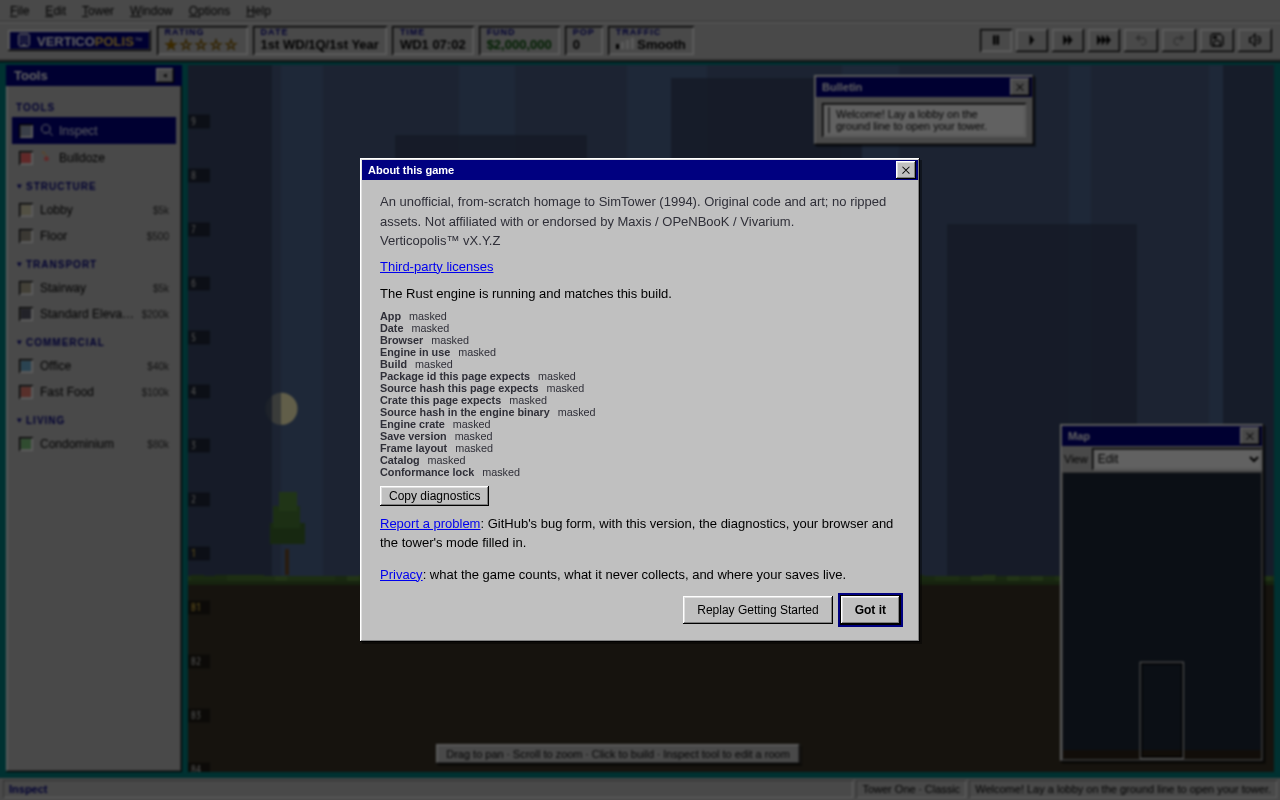 File Edit Tower Window Options Help
VERTICOPOLIS™
RATING
DATE
1st WD/1Q/1st Year
TIME
WD1 07:02
FUND
$2,000,000
POP
0
TRAFFIC
Smooth
Tools
TOOLS
Inspect
Bulldoze
STRUCTURE
Lobby $5k
Floor $500
TRANSPORT
Stairway $5k
Standard Eleva... $200k
COMMERCIAL
Office $40k
Fast Food $100k
LIVING
Condominium $80k
9
8
7
6
5
4
3
2
1
B1
B2
B3
B4
Bulletin
Welcome! Lay a lobby on the
ground line to open your tower.
About this game
An unofficial, from-scratch homage to SimTower (1994). Original code and art; no ripped
assets. Not affiliated with or endorsed by Maxis / OPeNBooK / Vivarium.
Verticopolis™ vX.Y.Z
Third-party licenses
The Rust engine is running and matches this build.
App masked
Date masked
Browser masked
Engine in use masked
Build masked
Package id this page expects masked
Source hash this page expects masked
Crate this page expects masked
Source hash in the engine binary masked
Engine crate masked
Save version masked
Frame layout masked
Catalog masked
Conformance lock masked
Copy diagnostics
Report a problem: GitHub's bug form, with this version, the diagnostics, your browser and
the tower's mode filled in.
Privacy: what the game counts, what it never collects, and where your saves live.
Replay Getting Started
Got it
Map
View Edit
Drag to pan · Scroll to zoom · Click to build · Inspect tool to edit a room
Inspect
Tower One · Classic
Welcome! Lay a lobby on the ground line to open your tower.